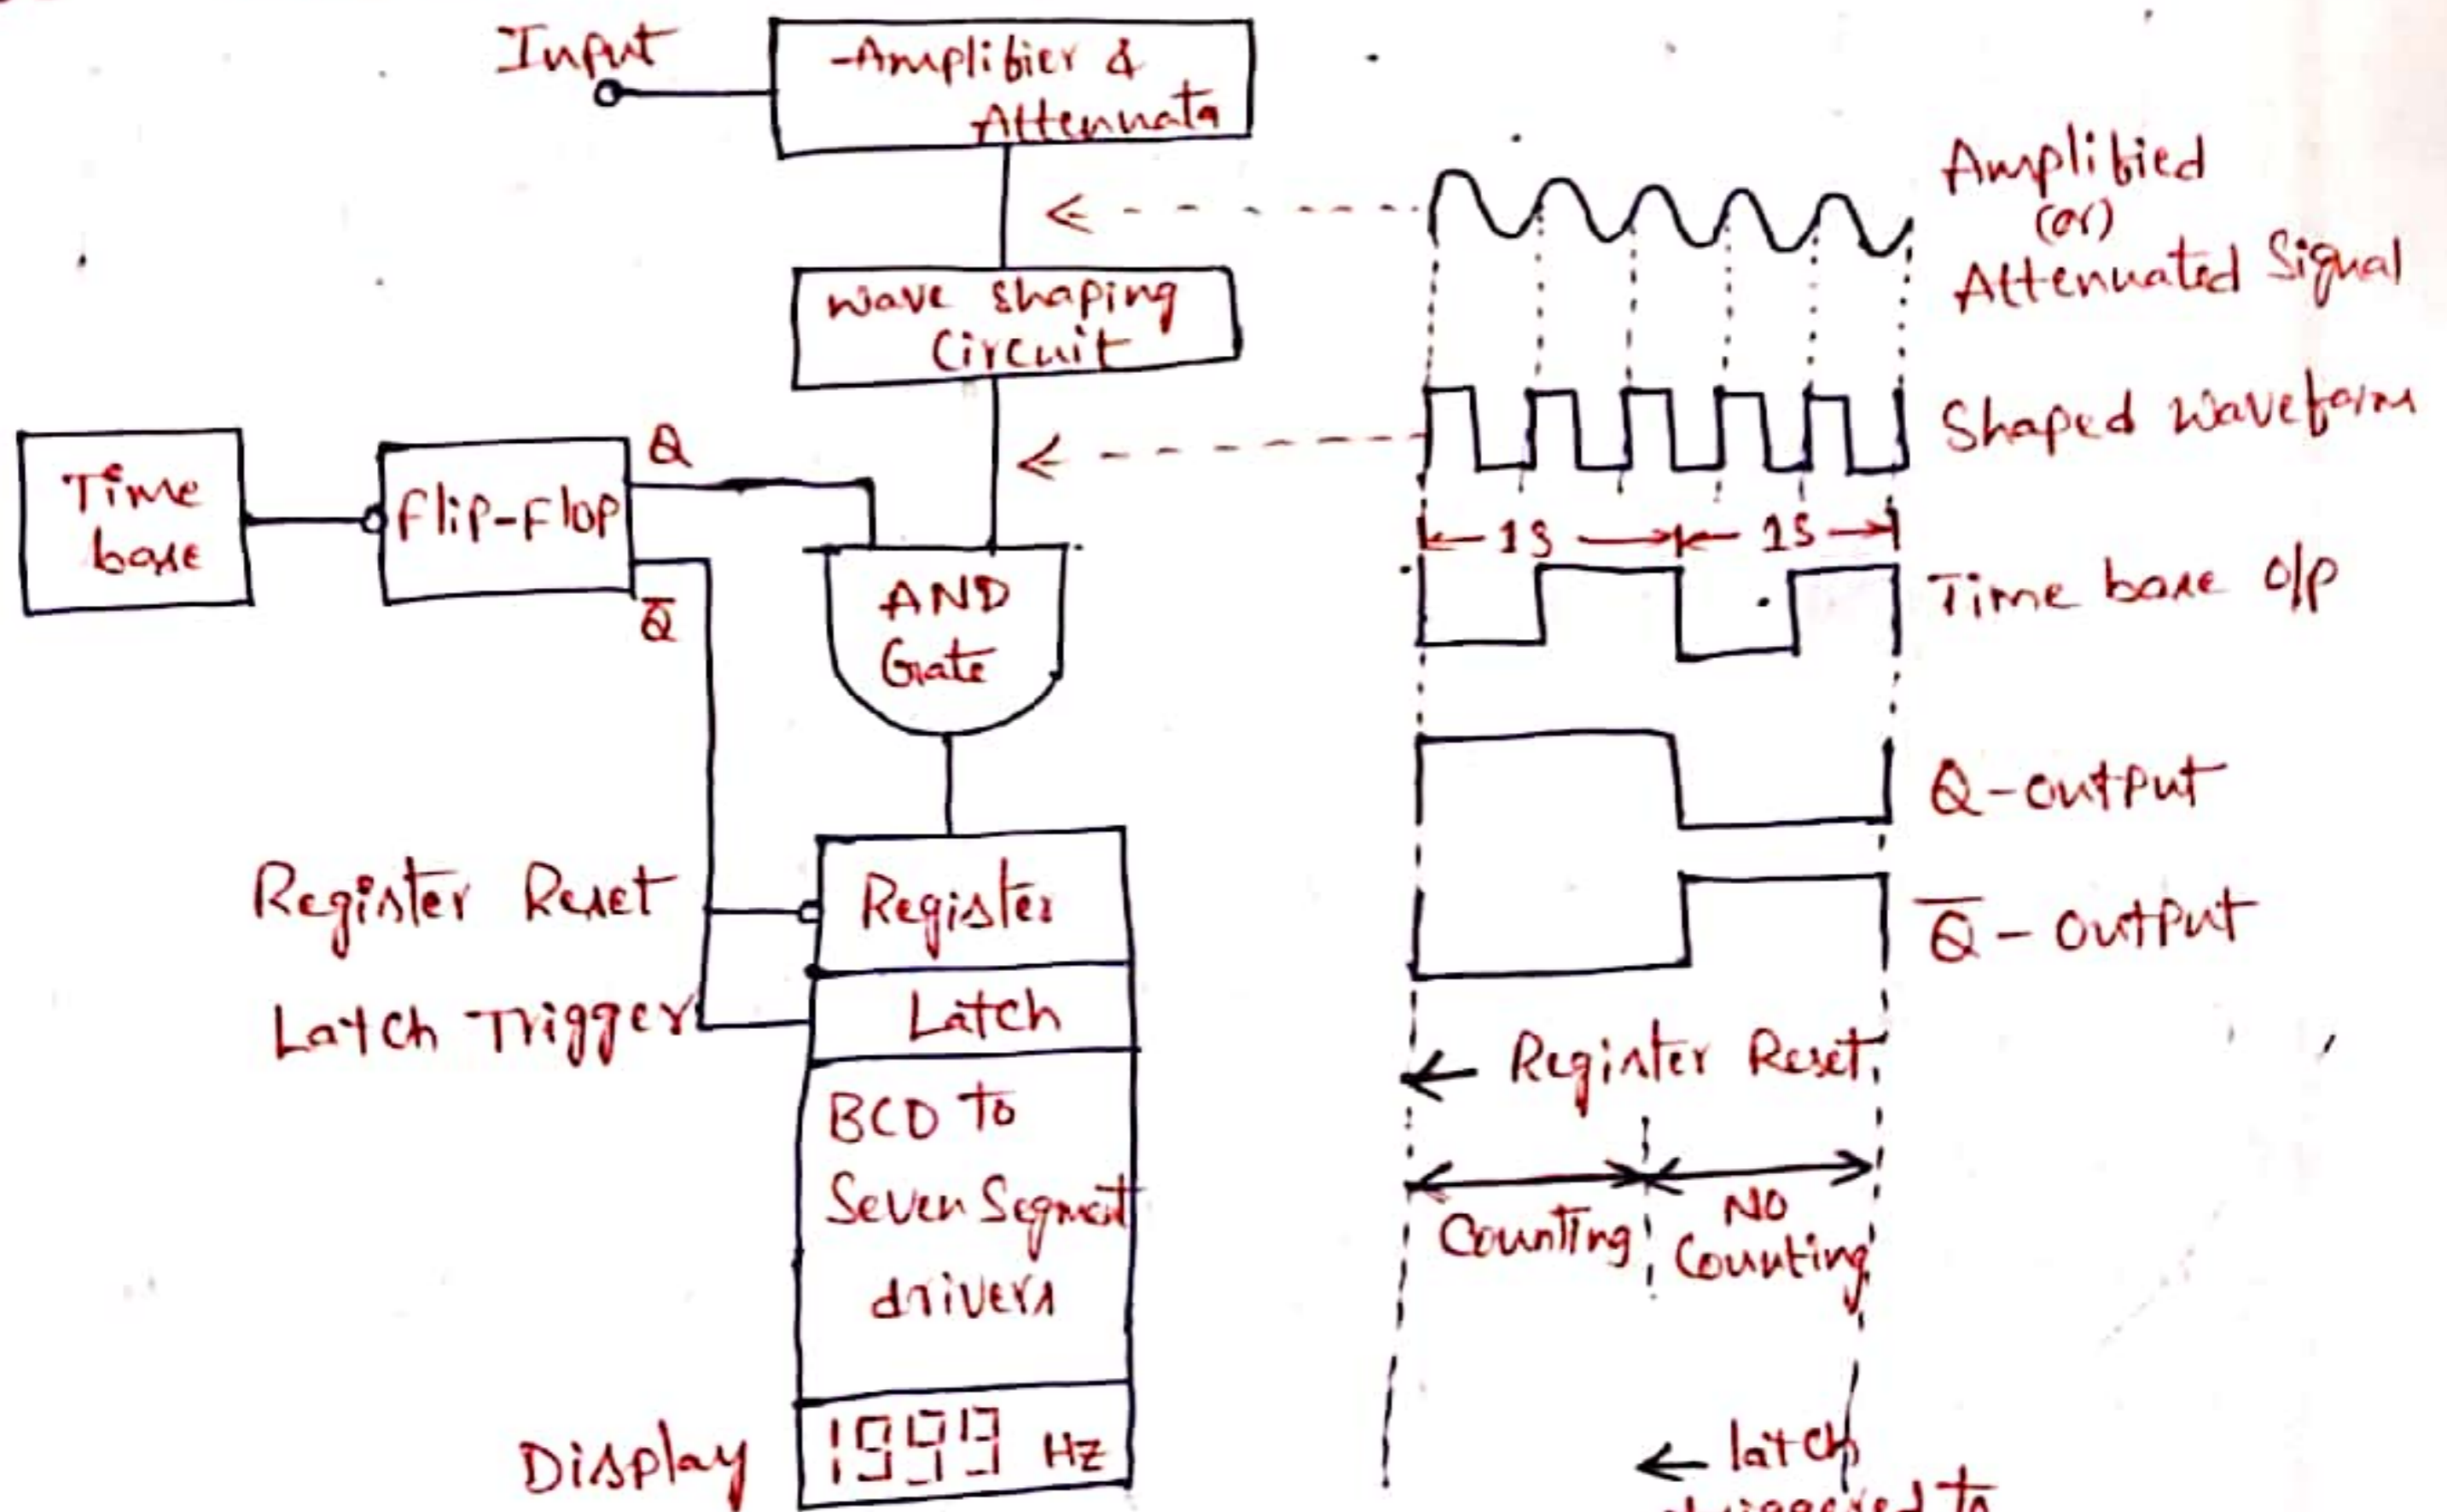 Input
Amplifier &
Attennata
Wave shaping
Circuit
Time
base
Flip-Flop
Q
Q̅
AND
Gate
Register Reset
Register
Latch Trigger
Latch
BCD to
Seven Segment
drivers
Display
1999 Hz
Amplified
(or)
Attenuated Signal
Shaped Waveform
1S
1S
Time base O/P
Q-output
Q̅ - output
← Register Reset
Counting
NO
Counting
← latch